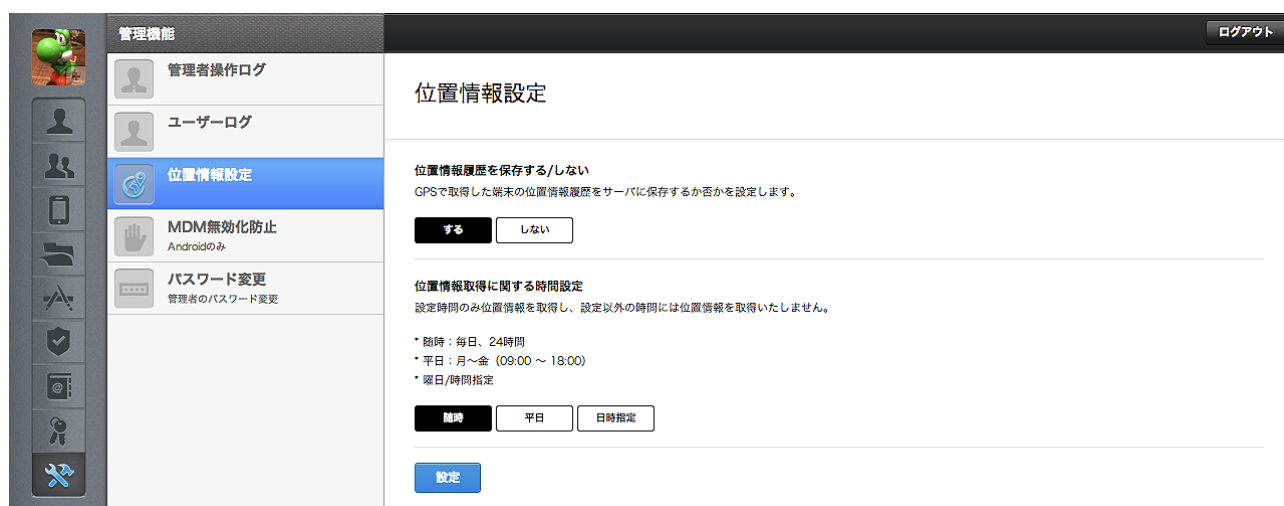 管理機能
ログアウト
管理者操作ログ
ユーザーログ
位置情報設定
MDM無効化防止
Androidのみ
パスワード変更
管理者のパスワード変更
位置情報設定
位置情報履歴を保存する/しない
GPSで取得した端末の位置情報履歴をサーバに保存するか否かを設定します。
する
しない
位置情報取得に関する時間設定
設定時間のみ位置情報を取得し、設定以外の時間には位置情報を取得いたしません。
* 随時：毎日、24時間
* 平日：月〜金（09:00 〜 18:00）
* 曜日/時間指定
随時
平日
日時指定
設定